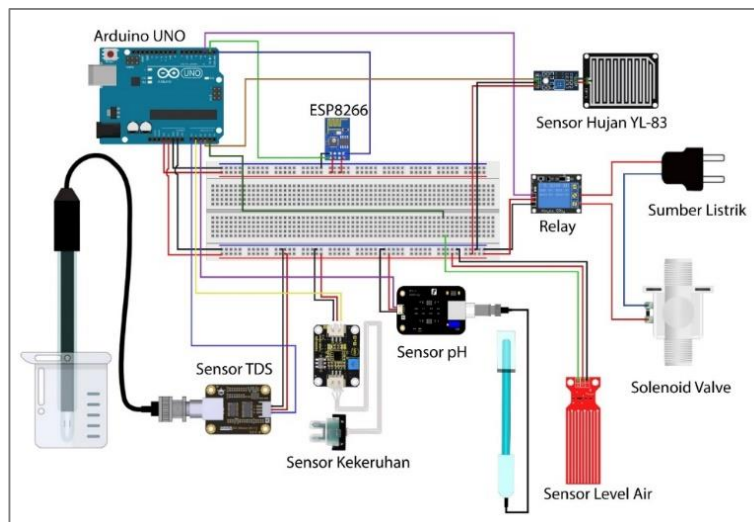 Arduino UNO
UNO
ESP8266
Sensor Hujan YL-83
Relay
Sumber Listrik
Sensor TDS
Sensor pH
Solenoid Valve
Sensor Kekeruhan
Sensor Level Air